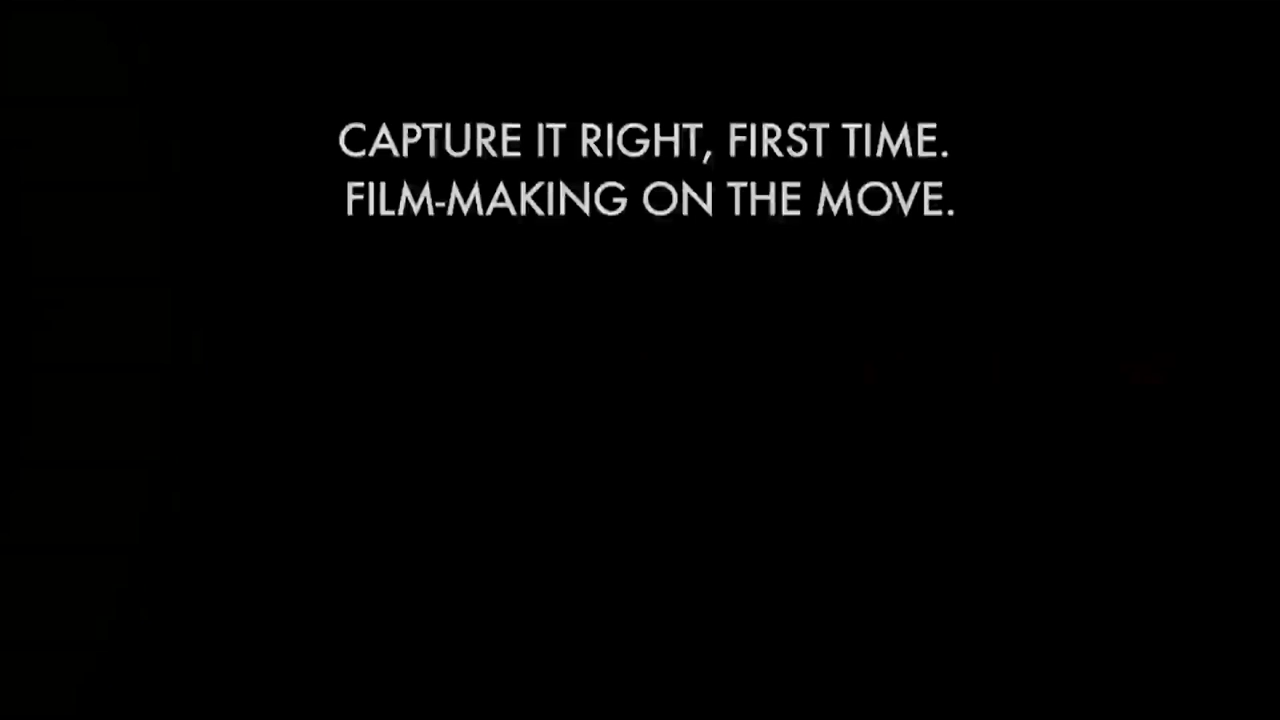 CAPTURE IT RIGHT, FIRST TIME.
FILM-MAKING ON THE MOVE.